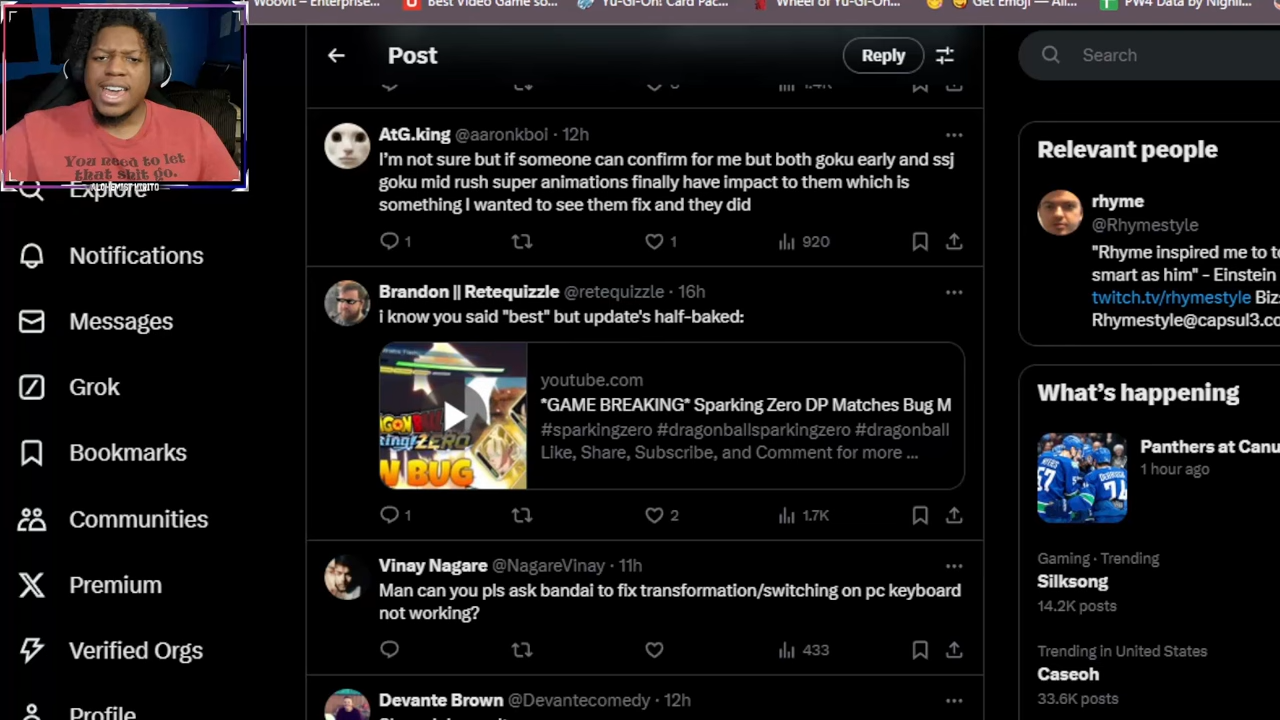 Woovit – Enterprise...
Best Video Game so...
Yu-Gi-Oh! Card Pac...
Wheel of Yu-Gi-Oh...
Get Emoji — All...
PW4 Data by Nighli...
You need to let
that shit go.
ALCHEMIST KIRITO
Post
Reply
Search
1.4K
Explore
Notifications
Messages
Grok
Bookmarks
Communities
Premium
Verified Orgs
Profile
AtG.king @aaronkboi · 12h
I'm not sure but if someone can confirm for me but both goku early and ssj
goku mid rush super animations finally have impact to them which is
something I wanted to see them fix and they did
1 1 920
Brandon || Retequizzle @retequizzle · 16h
i know you said "best" but update's half-baked:
BUG
youtube.com
*GAME BREAKING* Sparking Zero DP Matches Bug M
#sparkingzero #dragonballsparkingzero #dragonball
Like, Share, Subscribe, and Comment for more ...
1 2 1.7K
Vinay Nagare @NagareVinay · 11h
Man can you pls ask bandai to fix transformation/switching on pc keyboard
not working?
433
Devante Brown @Devantecomedy · 12h
Relevant people
rhyme
@Rhymestyle
"Rhyme inspired me to
smart as him" - Einstein
twitch.tv/rhymestyle
Rhymestyle@capsul3.co
What's happening
Panthers at Canu
1 hour ago
Gaming · Trending
Silksong
14.2K posts
Trending in United States
Caseoh
33.6K posts